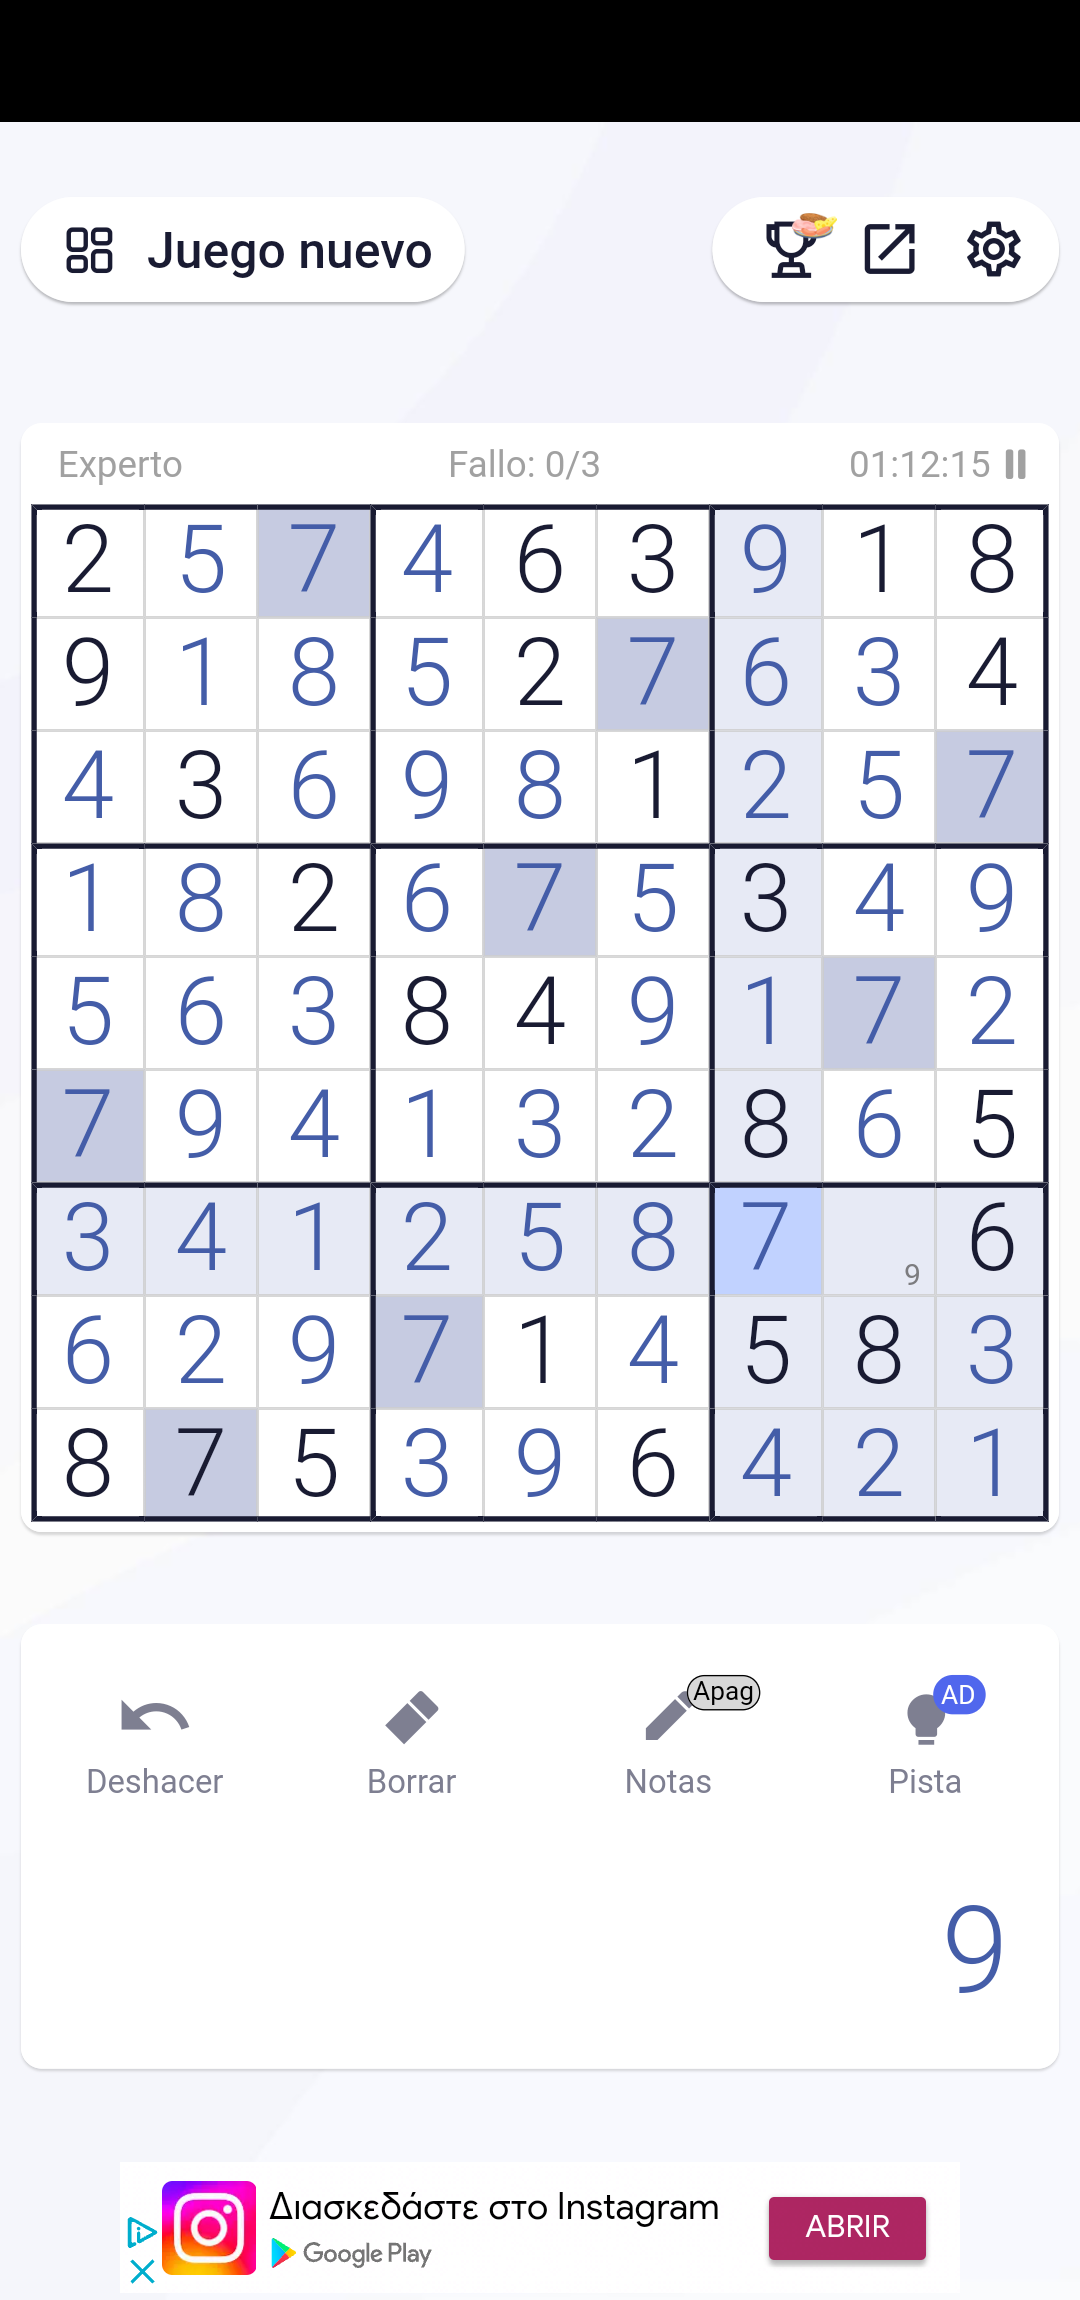 Juego nuevo
Experto Fallo: 0/3 01:12:15
2 5 7 4 6 3 9 1 8
9 1 8 5 2 7 6 3 4
4 3 6 9 8 1 2 5 7
1 8 2 6 7 5 3 4 9
5 6 3 8 4 9 1 7 2
7 9 4 1 3 2 8 6 5
3 4 1 2 5 8 7 9 6
6 2 9 7 1 4 5 8 3
8 7 5 3 9 6 4 2 1
Apag AD
Deshacer Borrar Notas Pista
9
Διασκεδάστε στο Instagram
Google Play
ABRIR